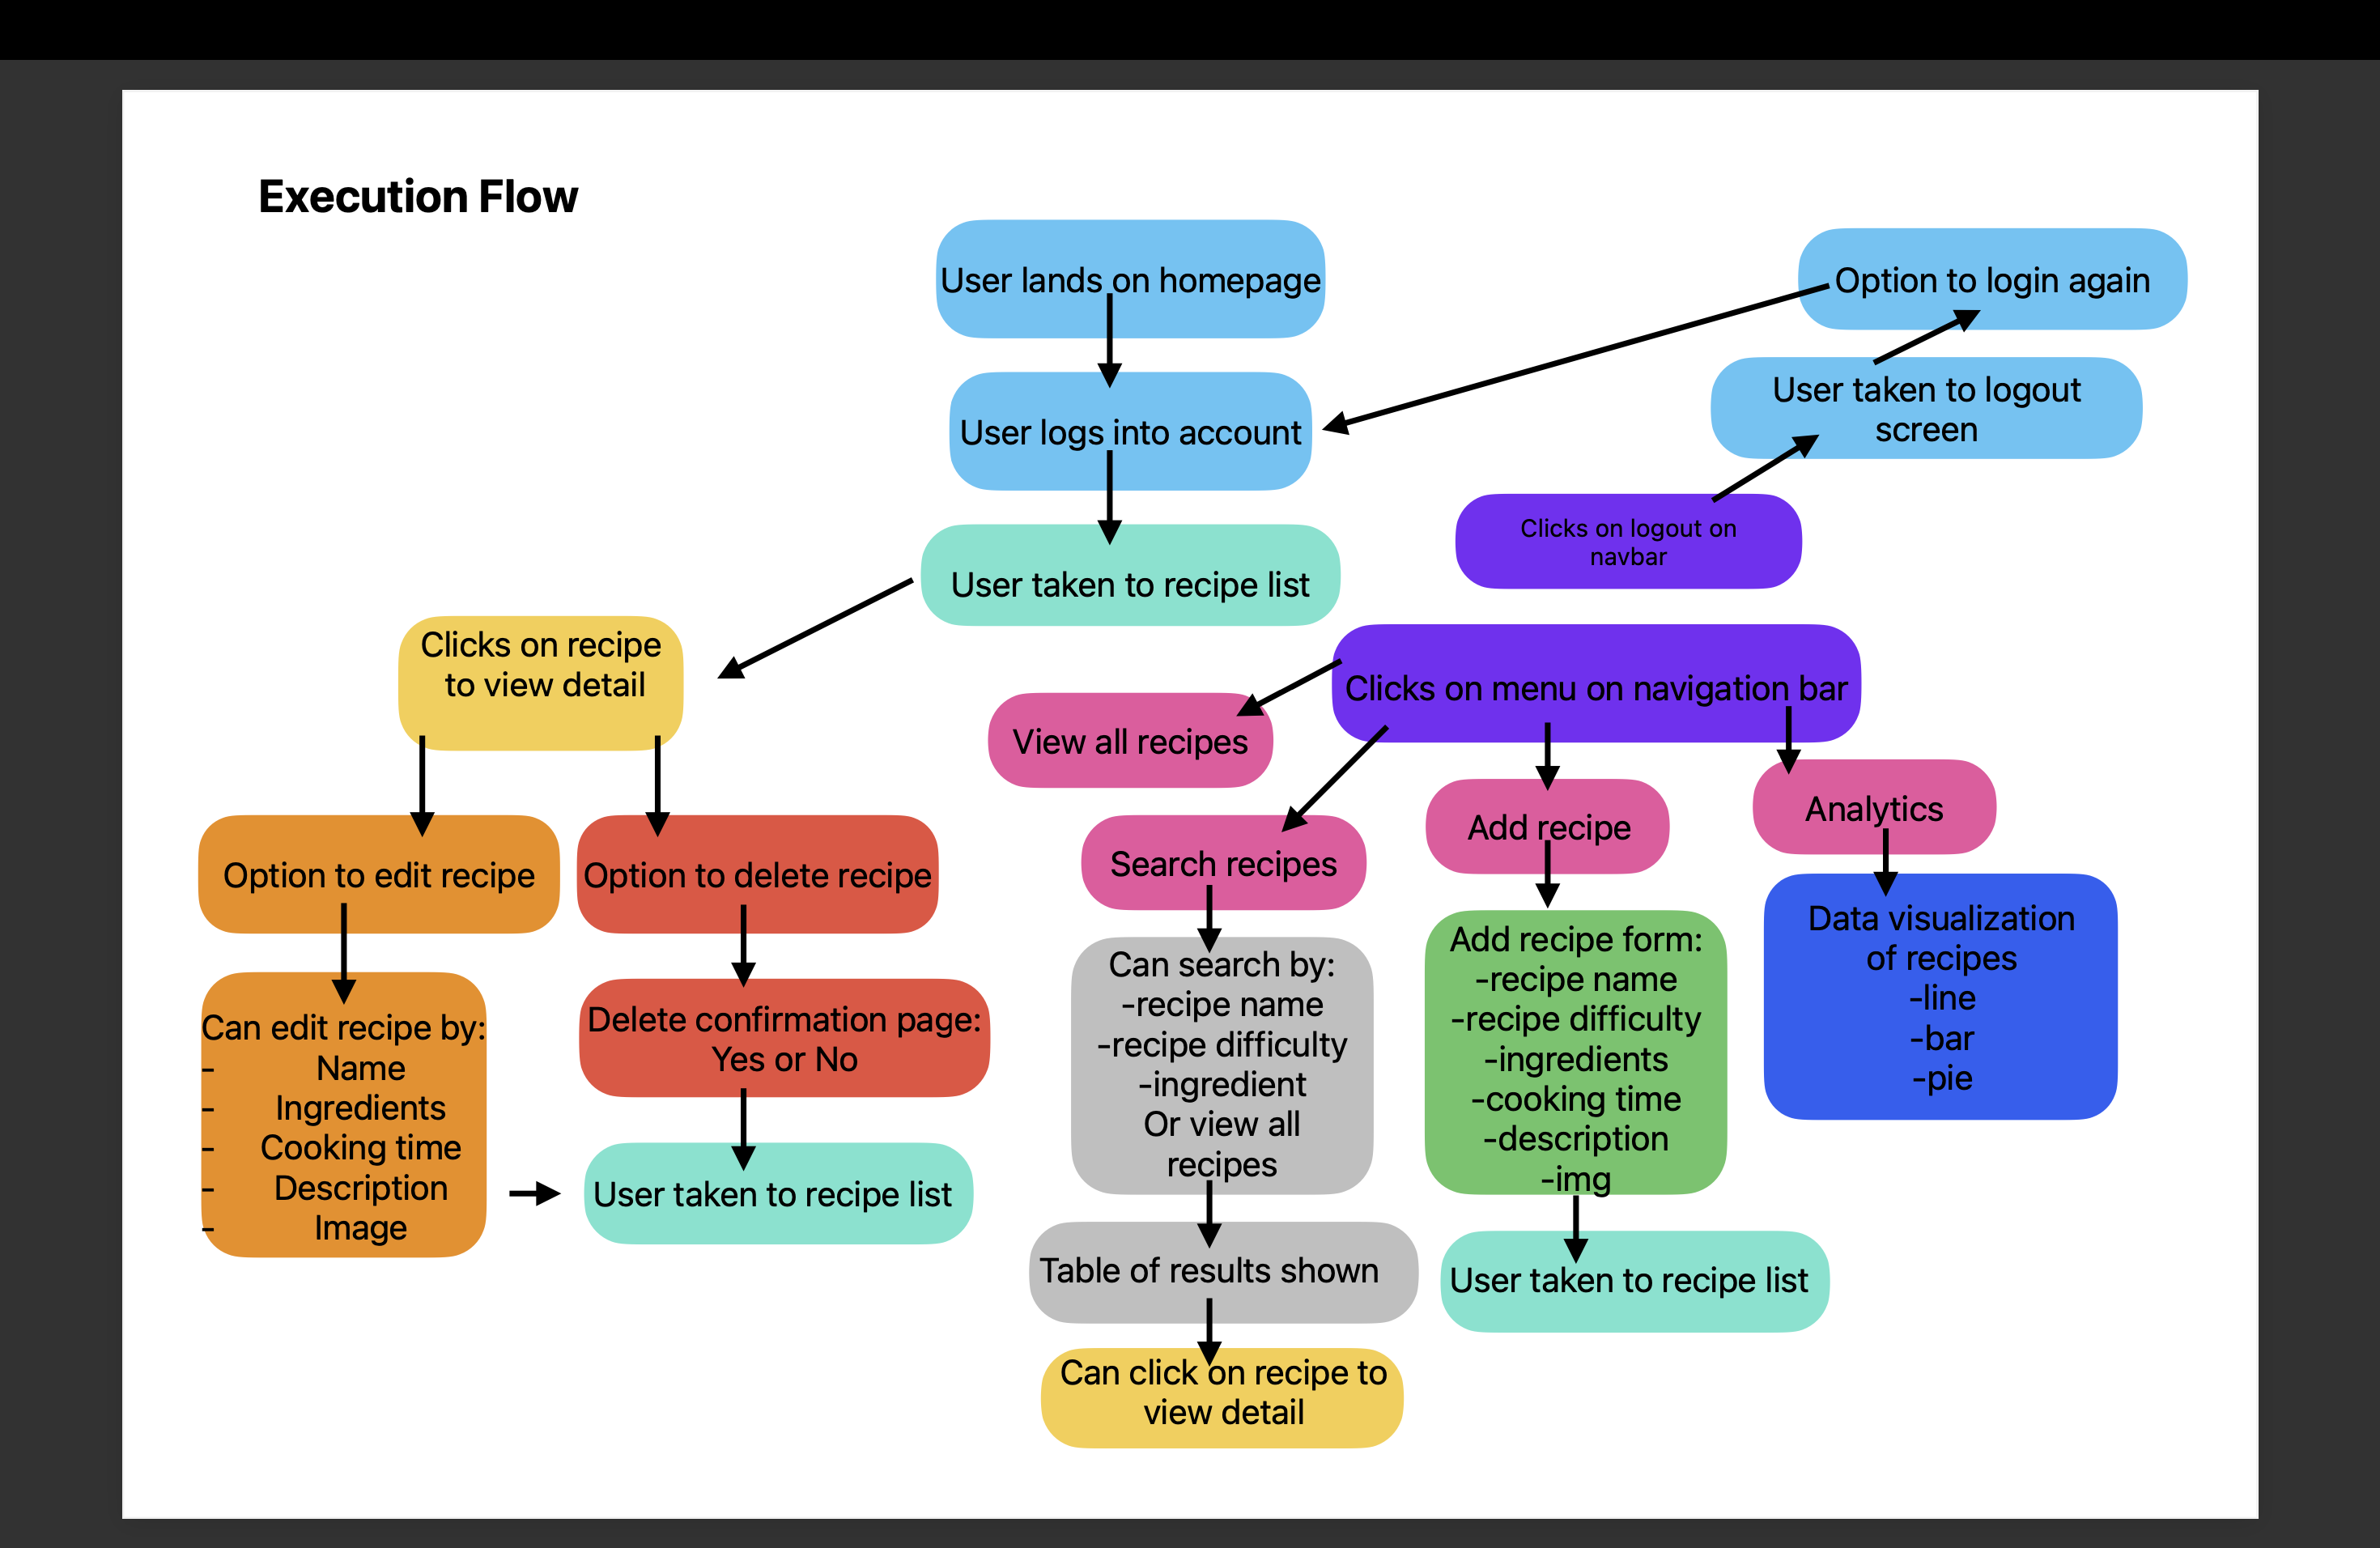 Execution Flow
User lands on homepage
Option to login again
User logs into account
User taken to logout
screen
Clicks on logout on
navbar
User taken to recipe list
Clicks on recipe
to view detail
Clicks on menu on navigation bar
View all recipes
Search recipes
Add recipe
Analytics
Option to edit recipe
Option to delete recipe
Can edit recipe by:
- Name
- Ingredients
- Cooking time
- Description
- Image
Delete confirmation page:
Yes or No
User taken to recipe list
Can search by:
-recipe name
-recipe difficulty
-ingredient
Or view all
recipes
Table of results shown
Can click on recipe to
view detail
Add recipe form:
-recipe name
-recipe difficulty
-ingredients
-cooking time
-description
-img
User taken to recipe list
Data visualization
of recipes
-line
-bar
-pie